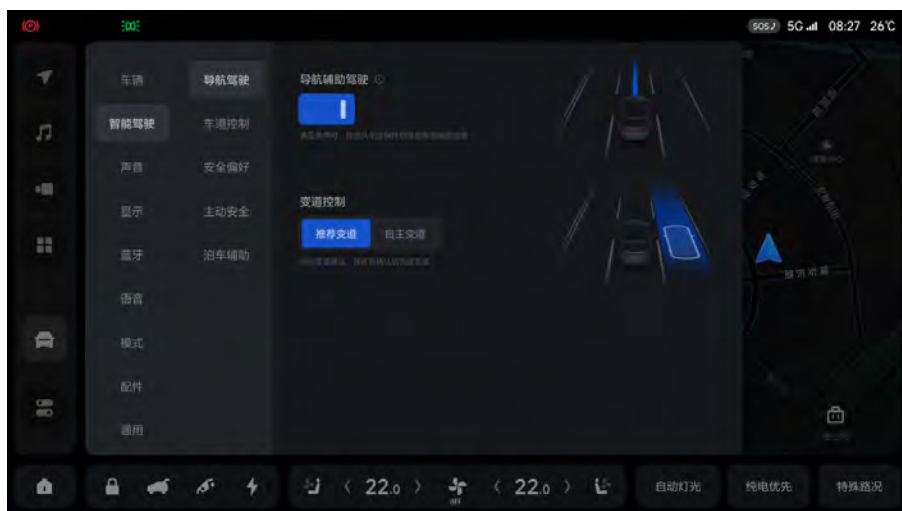 SOS 5G 08:27 26℃
车辆 导航驾驶
智能驾驶 车道控制
声音 安全偏好
显示 主动安全
蓝牙 泊车辅助
语音
模式
配件
通用
导航辅助驾驶
变道控制
推荐变道 自主变道
22.0 22.0
OFF
自动灯光 纯电优先 特殊路况